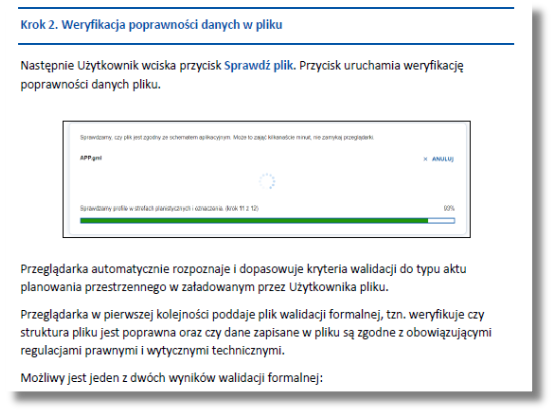 Krok 2. Weryfikacja poprawności danych w pliku
Następnie Użytkownik wciska przycisk Sprawdź plik. Przycisk uruchamia weryfikację
poprawności danych pliku.
Sprawdzamy, czy plik jest zgodny ze schematem aplikacyjnym. Może to zająć kilkanaście minut, nie zamykaj przeglądarki.
APP.gml
× ANULUJ
Sprawdzamy profile w strefach planistycznych i oznaczenia. (krok 11 z 12)
93%
Przeglądarka automatycznie rozpoznaje i dopasowuje kryteria walidacji do typu aktu
planowania przestrzennego w załadowanym przez Użytkownika pliku.
Przeglądarka w pierwszej kolejności poddaje plik walidacji formalnej, tzn. weryfikuje czy
struktura pliku jest poprawna oraz czy dane zapisane w pliku są zgodne z obowiązującymi
regulacjami prawnymi i wytycznymi technicznymi.
Możliwy jest jeden z dwóch wyników walidacji formalnej: